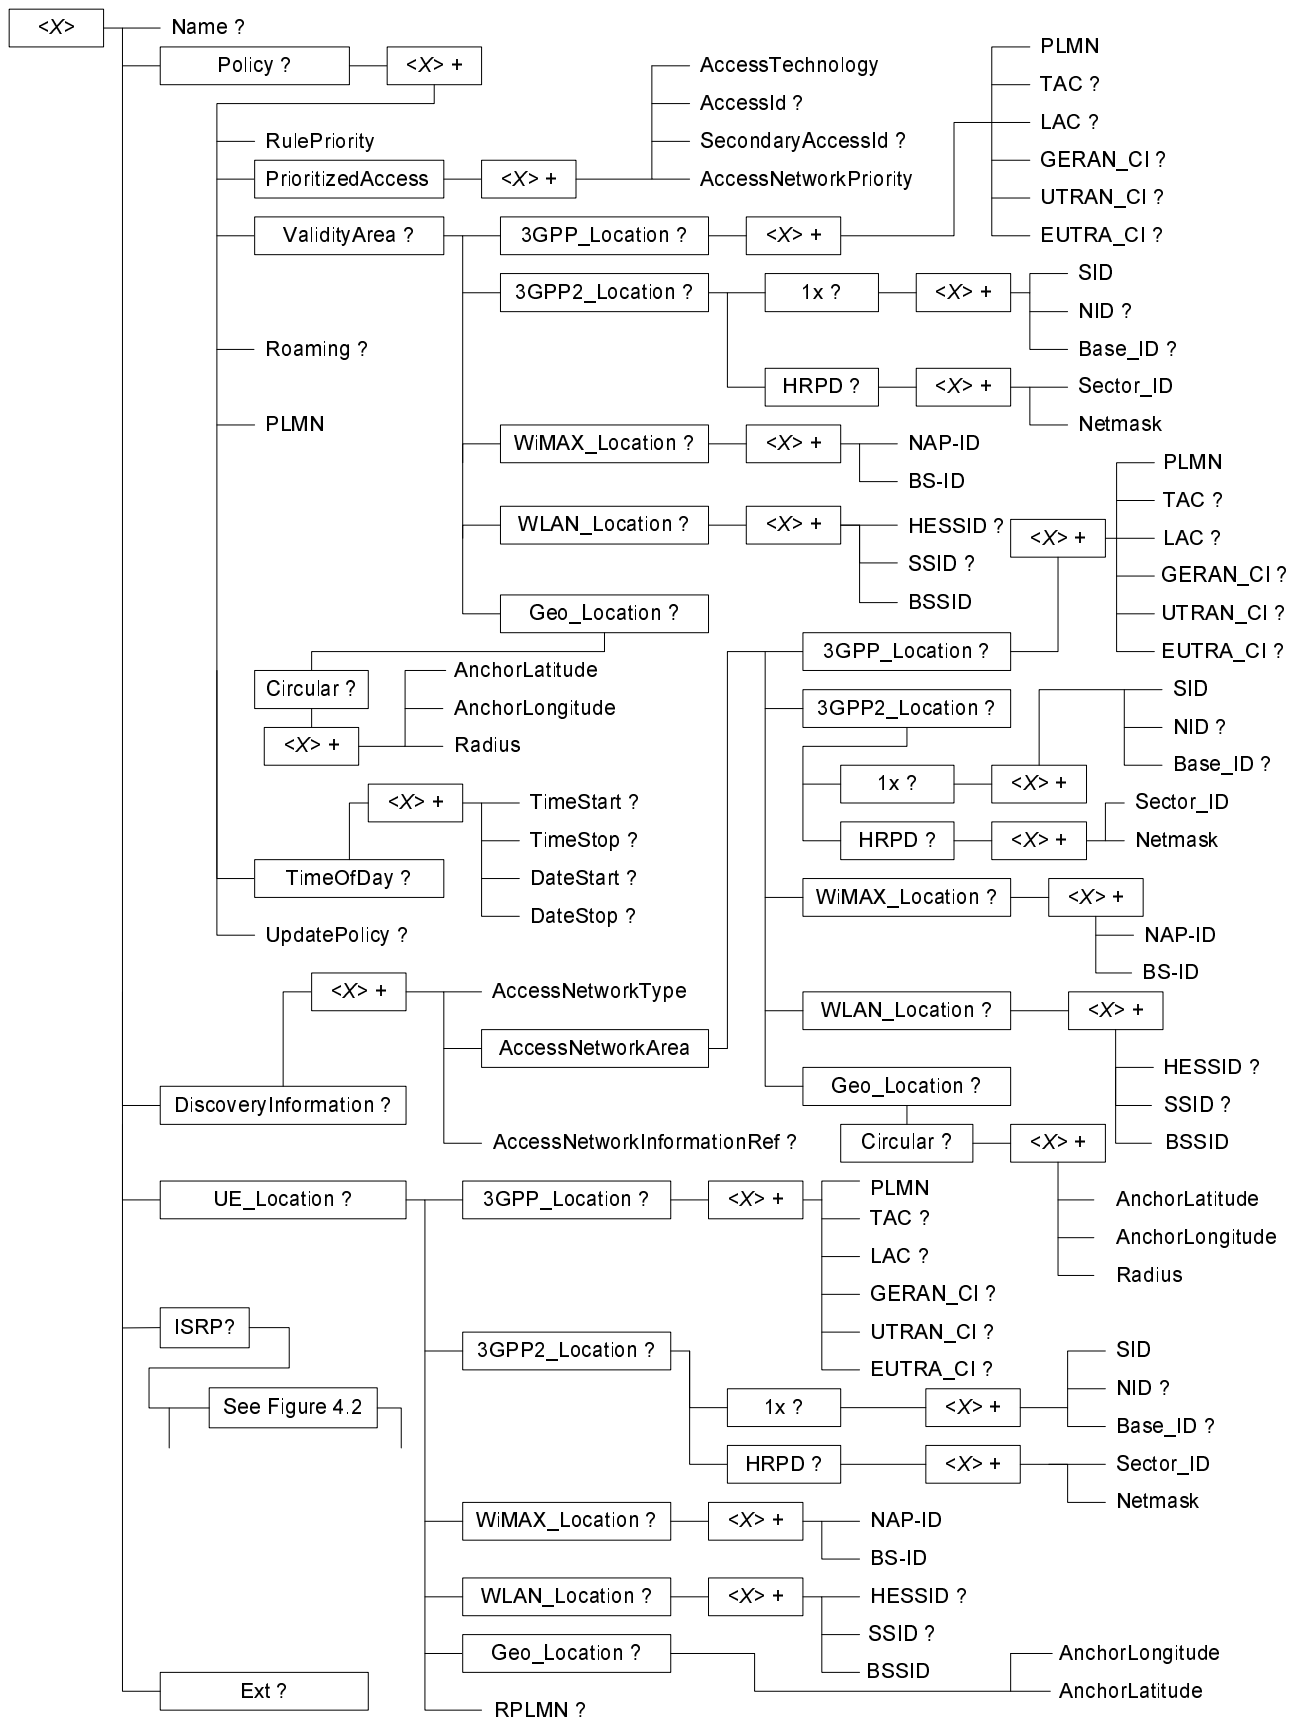 <X>
Name ?
Policy ?
<X> +
RulePriority
PrioritizedAccess
<X> +
AccessTechnology
AccessId ?
SecondaryAccessId ?
AccessNetworkPriority
ValidityArea ?
3GPP_Location ?
<X> +
PLMN
TAC ?
LAC ?
GERAN_CI ?
UTRAN_CI ?
EUTRA_CI ?
3GPP2_Location ?
1x ?
<X> +
SID
NID ?
Base_ID ?
HRPD ?
<X> +
Sector_ID
Netmask
WiMAX_Location ?
<X> +
NAP-ID
BS-ID
WLAN_Location ?
<X> +
HESSID ?
SSID ?
BSSID
Geo_Location ?
Circular ?
<X> +
AnchorLatitude
AnchorLongitude
Radius
Roaming ?
PLMN
TimeOfDay ?
<X> +
TimeStart ?
TimeStop ?
DateStart ?
DateStop ?
UpdatePolicy ?
DiscoveryInformation ?
<X> +
AccessNetworkType
AccessNetworkArea
3GPP_Location ?
<X> +
PLMN
TAC ?
LAC ?
GERAN_CI ?
UTRAN_CI ?
EUTRA_CI ?
3GPP2_Location ?
1x ?
<X> +
SID
NID ?
Base_ID ?
HRPD ?
<X> +
Sector_ID
Netmask
WiMAX_Location ?
<X> +
NAP-ID
BS-ID
WLAN_Location ?
<X> +
HESSID ?
SSID ?
BSSID
Geo_Location ?
Circular ?
<X> +
AnchorLatitude
AnchorLongitude
Radius
AccessNetworkInformationRef ?
UE_Location ?
3GPP_Location ?
<X> +
PLMN
TAC ?
LAC ?
GERAN_CI ?
UTRAN_CI ?
EUTRA_CI ?
3GPP2_Location ?
1x ?
<X> +
SID
NID ?
Base_ID ?
HRPD ?
<X> +
Sector_ID
Netmask
WiMAX_Location ?
<X> +
NAP-ID
BS-ID
WLAN_Location ?
<X> +
HESSID ?
SSID ?
BSSID
Geo_Location ?
AnchorLongitude
AnchorLatitude
RPLMN ?
ISRP?
See Figure 4.2
Ext ?